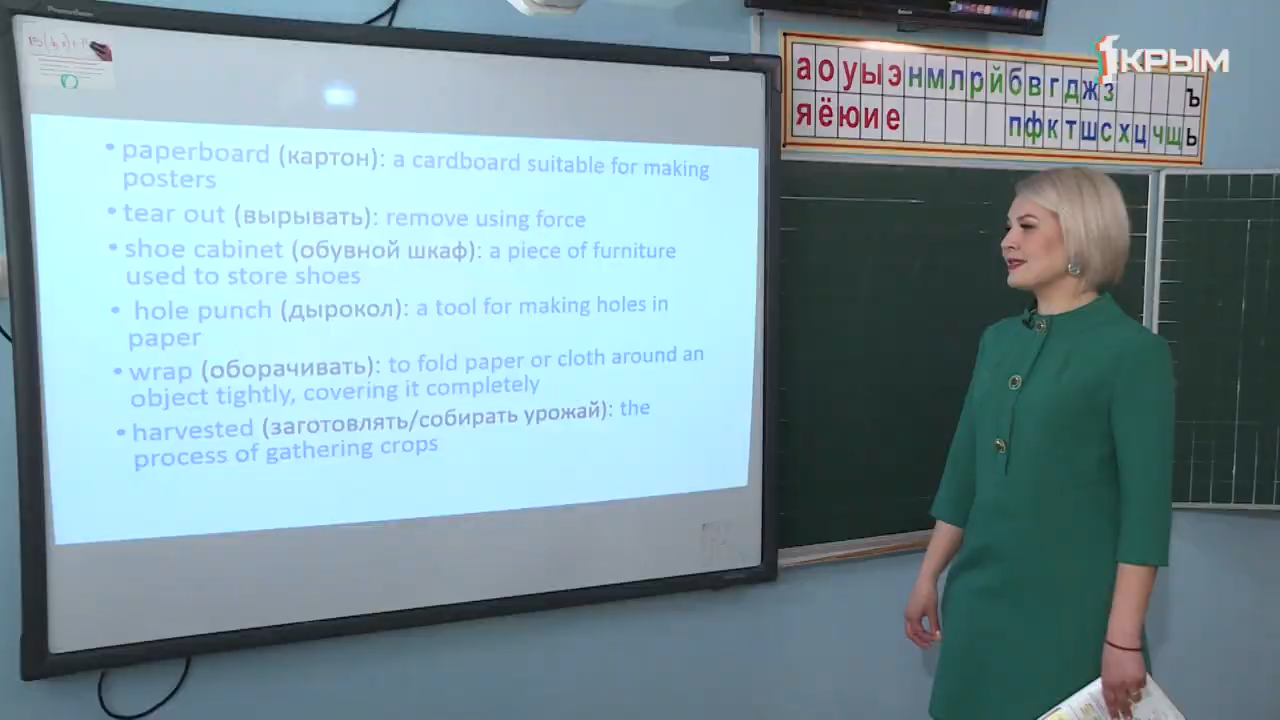 • paperboard (картон): a cardboard suitable for making
posters
• tear out (вырывать): remove using force
• shoe cabinet (обувной шкаф): a piece of furniture
used to store shoes
• hole punch (дырокол): a tool for making holes in
paper
• wrap (оборачивать): to fold paper or cloth around an
object tightly, covering it completely
• harvested (заготовлять/собирать урожай): the
process of gathering crops
а о у ы э н м л р й б в г д ж з ъ
я ё ю и е п ф к т ш с х ц ч щ ь
1КРЫМ